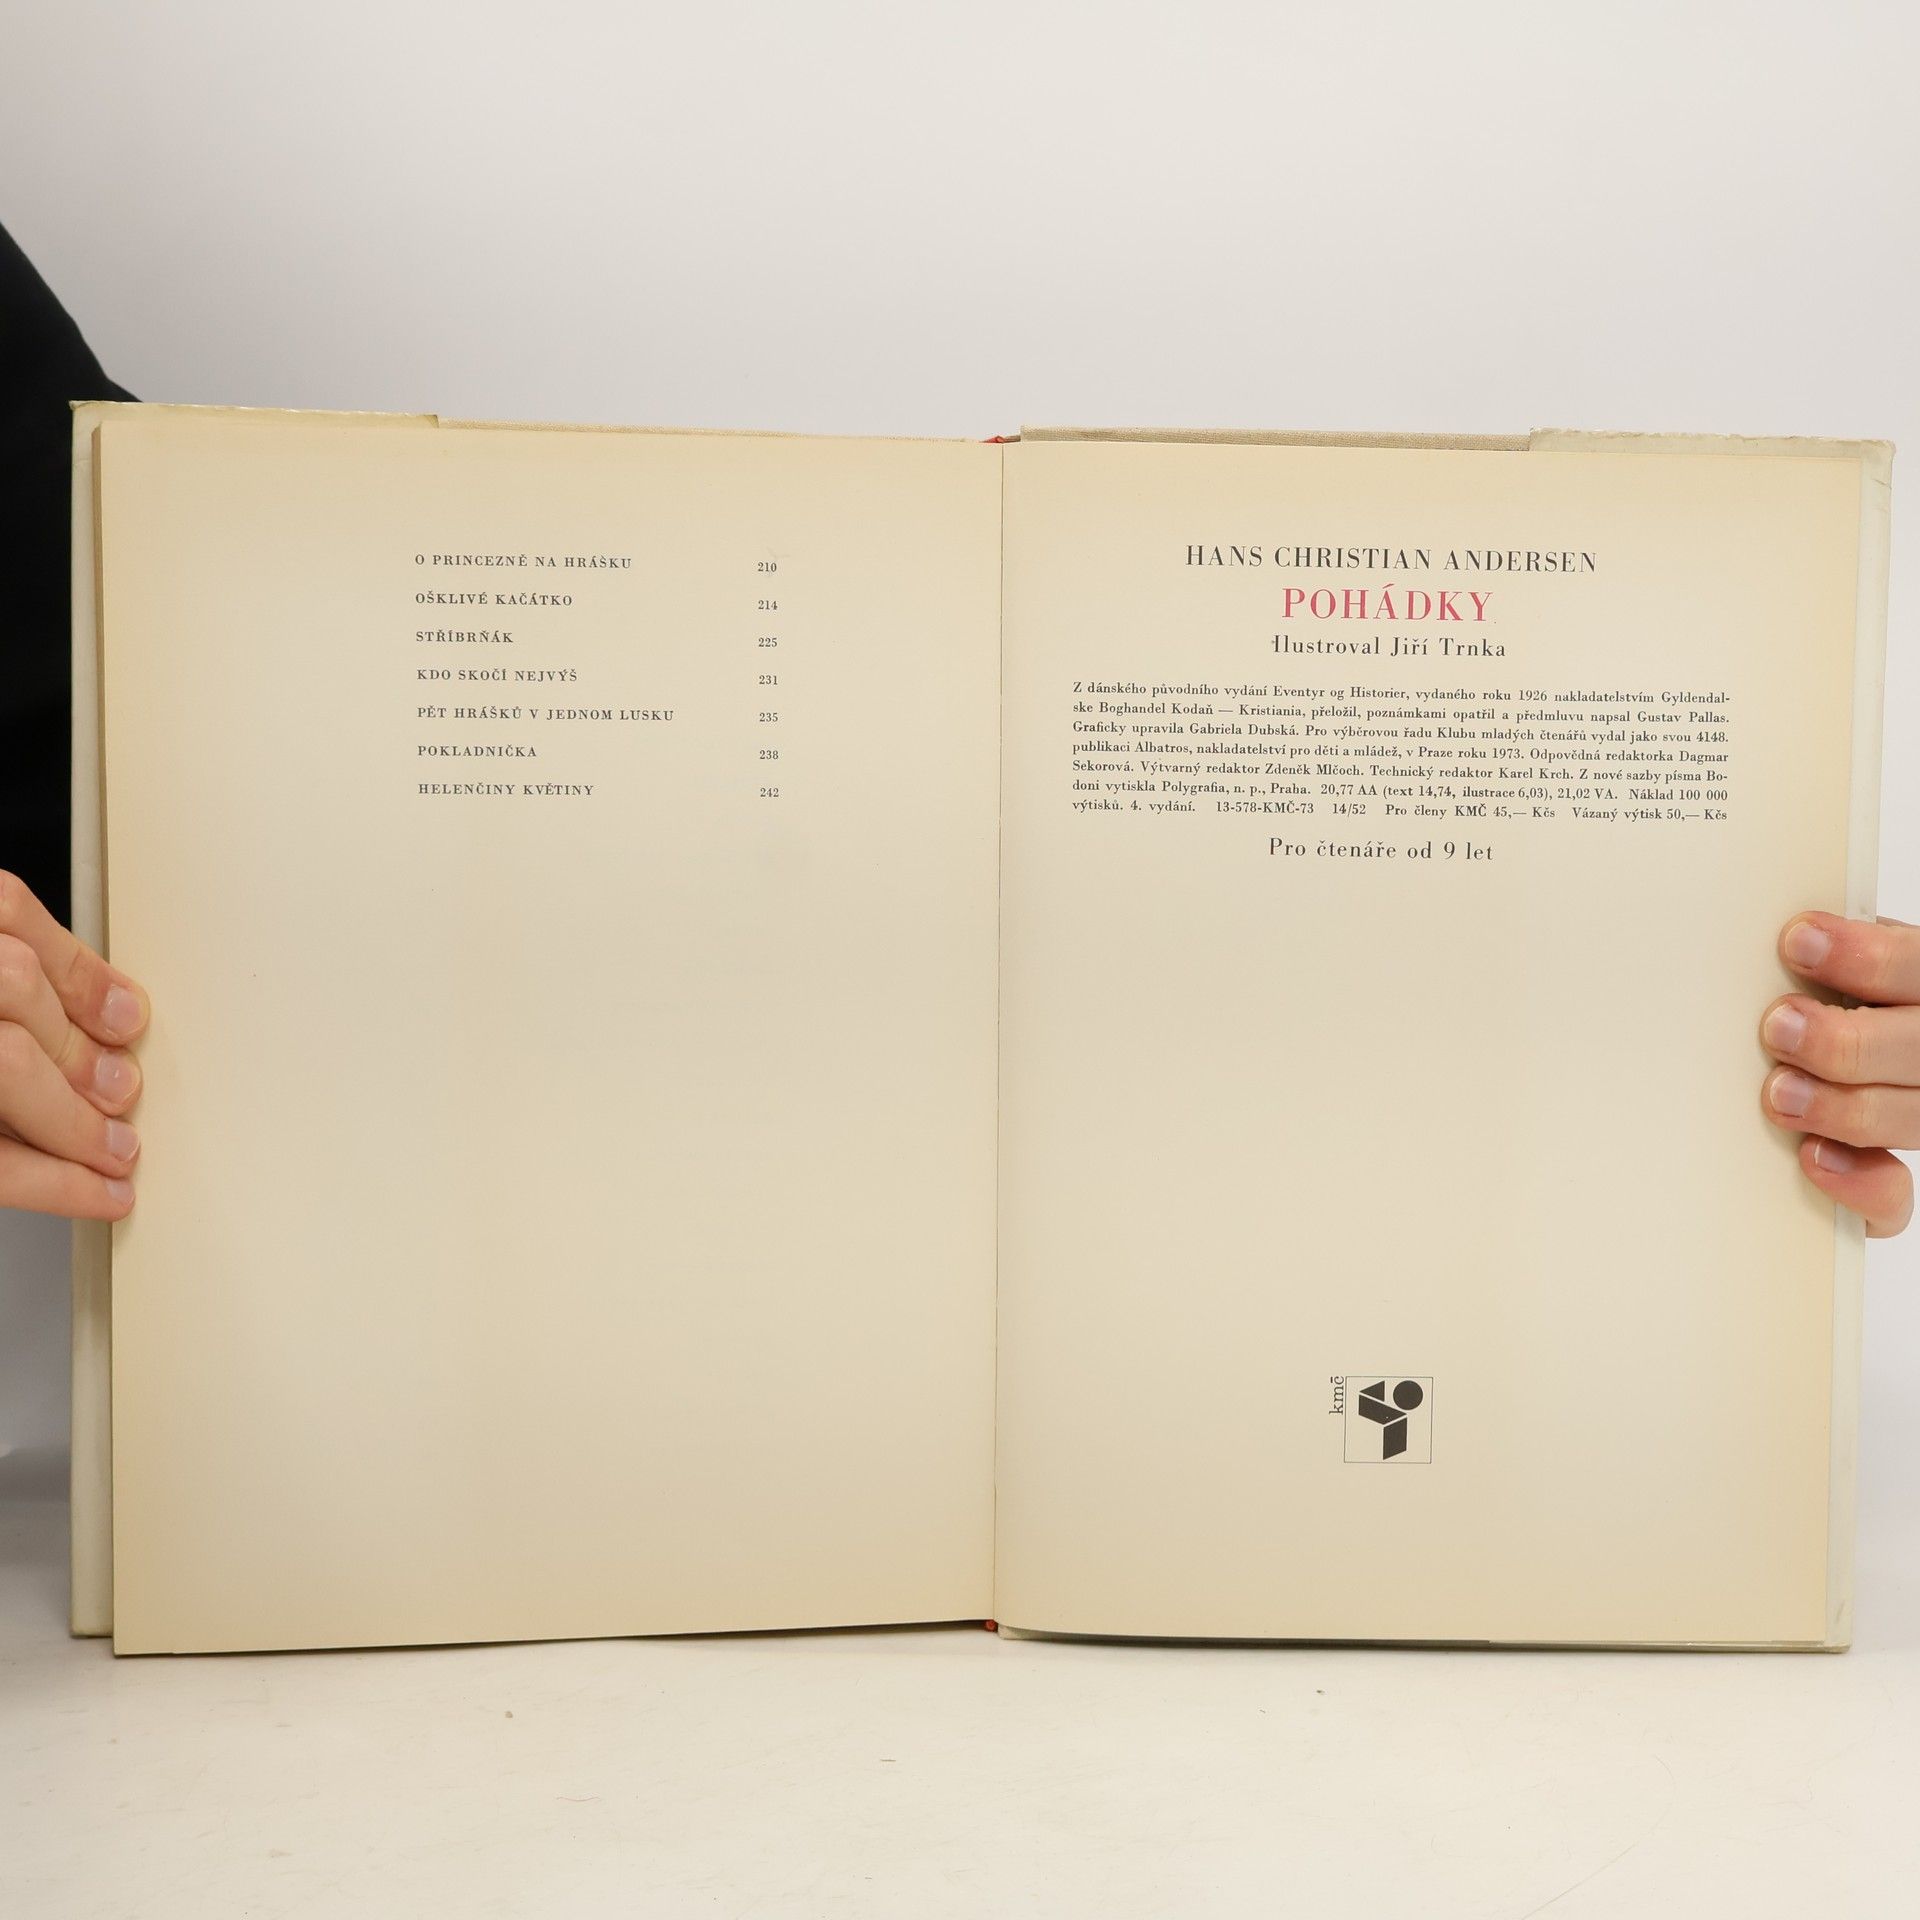 O PRINCEZNĚ NA HRÁŠKU 210
OŠKLIVÉ KAČÁTKO 214
STŘÍBRŇÁK 225
KDO SKOČÍ NEJVÝŠ 231
PĚT HRÁŠKŮ V JEDNOM LUSKU 235
POKLADNIČKA 238
HELENČINY KVĚTINY 242
HANS CHRISTIAN ANDERSEN
POHÁDKY
Ilustroval Jiří Trnka
Z dánského původního vydání Eventyr og Historier, vydaného roku 1926 nakladatelstvím Gyldendal-
ske Boghandel Kodaň — Kristiania, přeložil, poznámkami opatřil a předmluvu napsal Gustav Pallas.
Graficky upravila Gabriela Dubská. Pro výběrovou řadu Klubu mladých čtenářů vydal jako svou 4148.
publikaci Albatros, nakladatelství pro děti a mládež, v Praze roku 1973. Odpovědná redaktorka Dagmar
Sekorová. Výtvarný redaktor Zdeněk Mlčoch. Technický redaktor Karel Krch. Z nové sazby písma Bo-
doni vytiskla Polygrafia, n. p., Praha. 20,77 AA (text 14,74, ilustrace 6,03), 21,02 VA. Náklad 100 000
výtisků. 4. vydání. 13-578-KMČ-73 14/52 Pro členy KMČ 45,— Kčs Vázaný výtisk 50,— Kčs
Pro čtenáře od 9 let
kmč